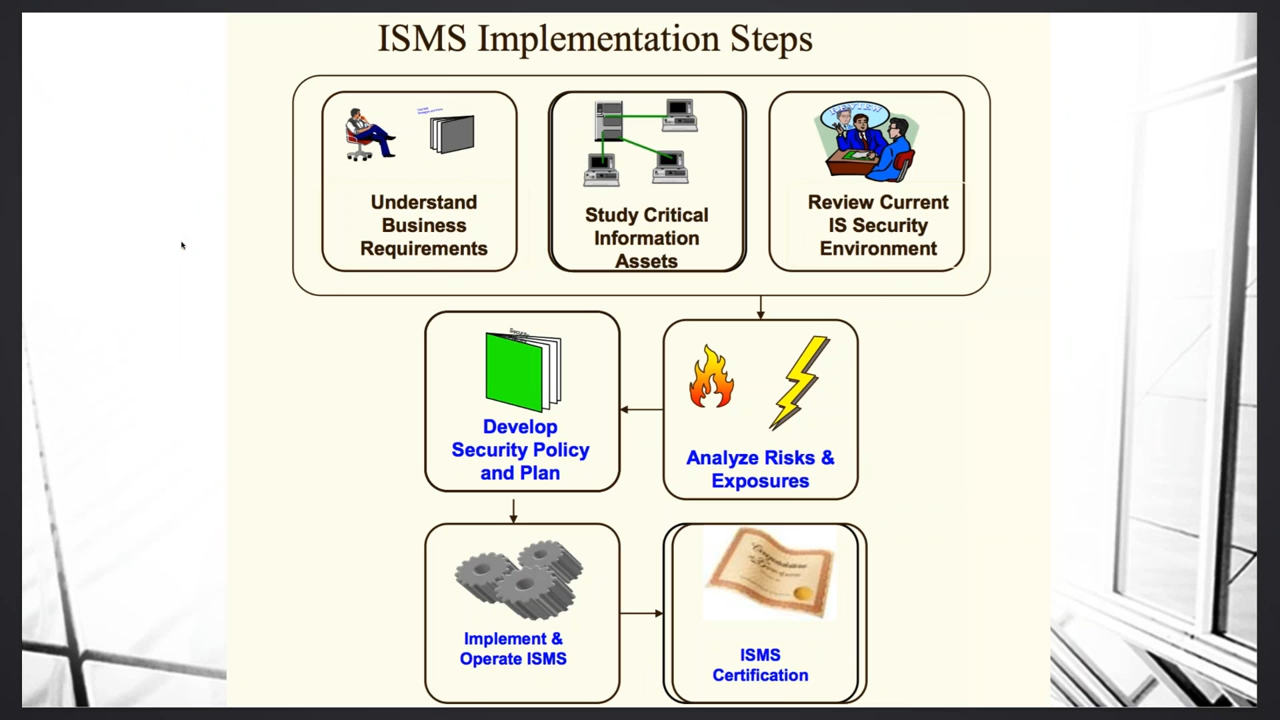 ISMS Implementation Steps
Understand
Business
Requirements
Study Critical
Information
Assets
REVIEW
Review Current
IS Security
Environment
Develop
Security Policy
and Plan
Analyze Risks &
Exposures
Implement &
Operate ISMS
ISMS
Certification